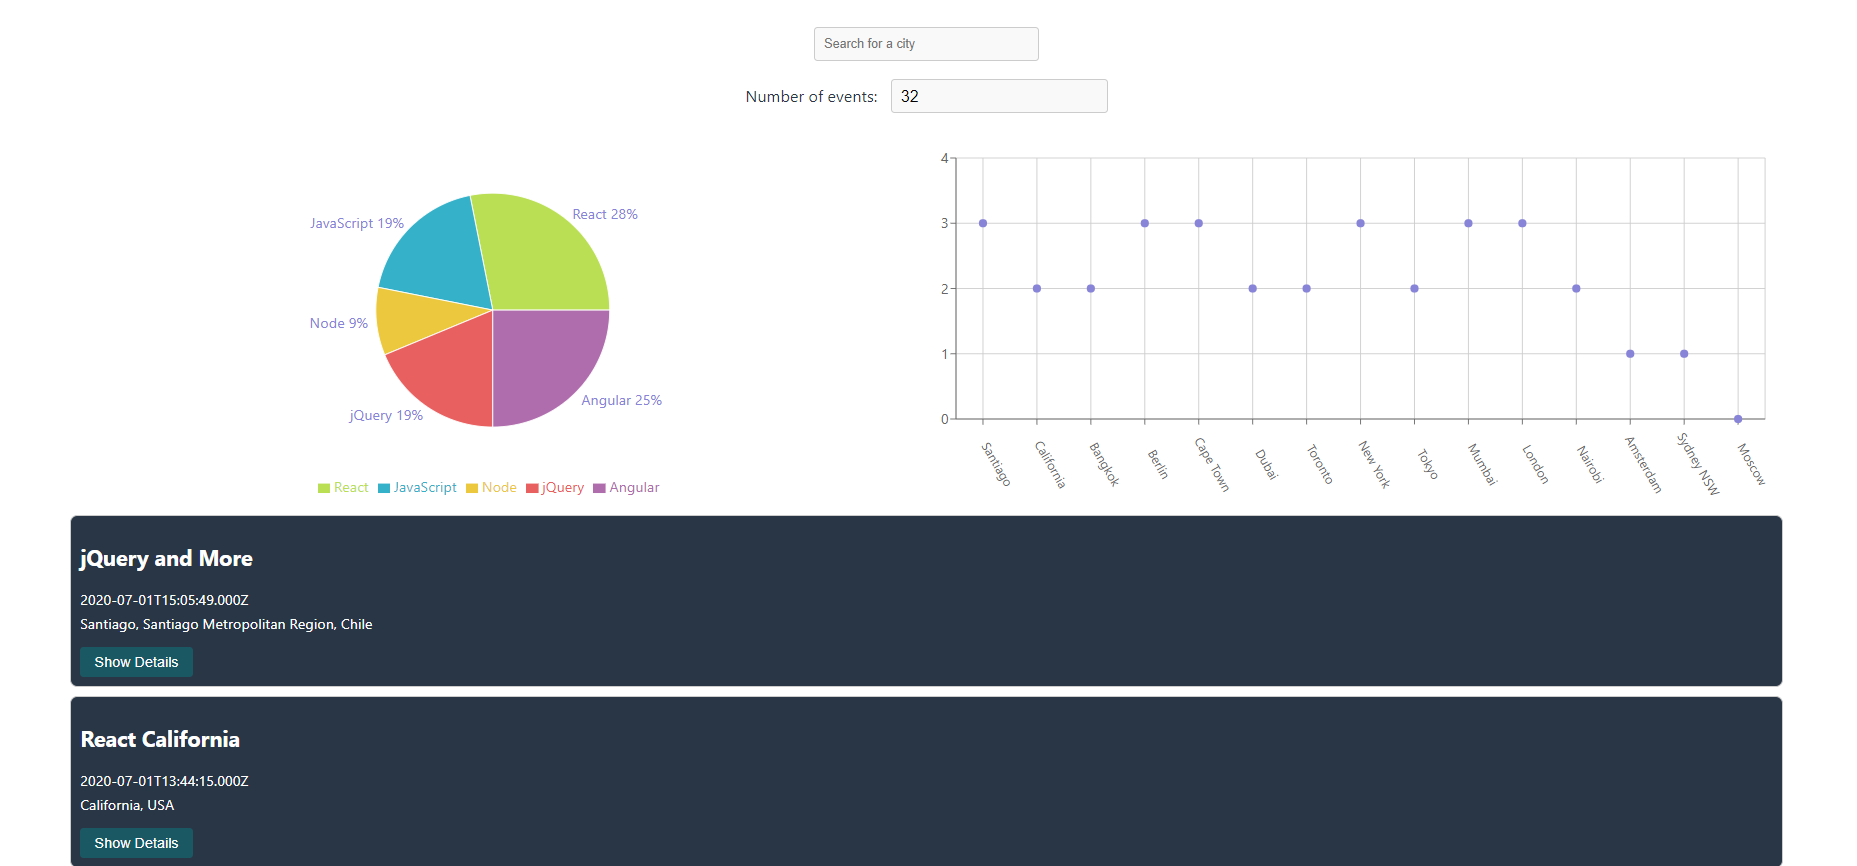 Search for a city
Number of events: 32
JavaScript 19%
React 28%
Node 9%
jQuery 19%
Angular 25%
React JavaScript Node jQuery Angular
4
3
2
1
0
Santiago
California
Bangkok
Berlin
Cape Town
Dubai
Toronto
New York
Tokyo
Mumbai
London
Nairobi
Amsterdam
Sydney NSW
Moscow
jQuery and More
2020-07-01T15:05:49.000Z
Santiago, Santiago Metropolitan Region, Chile
Show Details
React California
2020-07-01T13:44:15.000Z
California, USA
Show Details